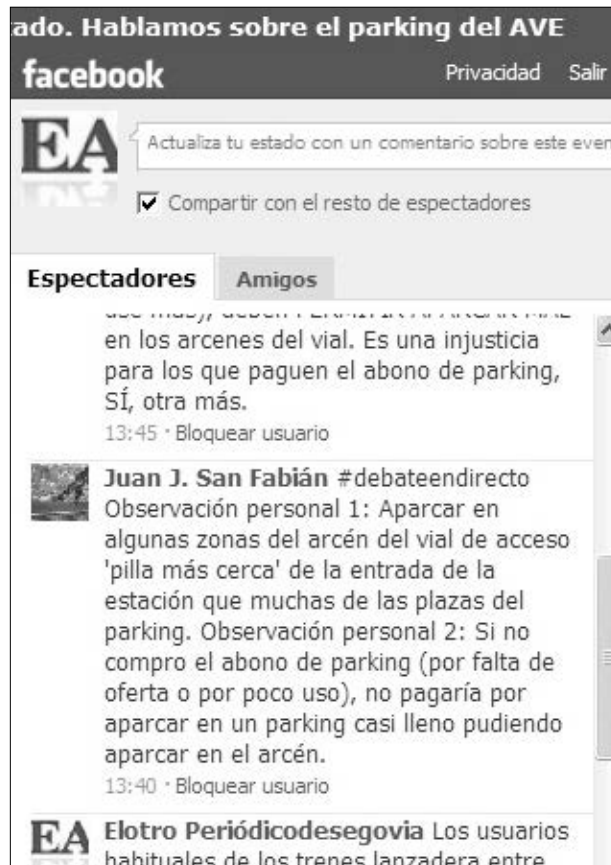 ado. Hablamos sobre el parking del AVE
facebook Privacidad Salir
EA Actualiza tu estado con un comentario sobre este even
Compartir con el resto de espectadores
Espectadores Amigos
en los arcenes del vial. Es una injusticia
para los que paguen el abono de parking,
SÍ, otra más.
13:45 · Bloquear usuario
Juan J. San Fabián #debateendirecto
Observación personal 1: Aparcar en
algunas zonas del arcén del vial de acceso
'pilla más cerca' de la entrada de la
estación que muchas de las plazas del
parking. Observación personal 2: Si no
compro el abono de parking (por falta de
oferta o por poco uso), no pagaría por
aparcar en un parking casi lleno pudiendo
aparcar en el arcén.
13:40 · Bloquear usuario
EA Elotro Periódicodesegovia Los usuarios
habituales de los trenes lanzadera entre